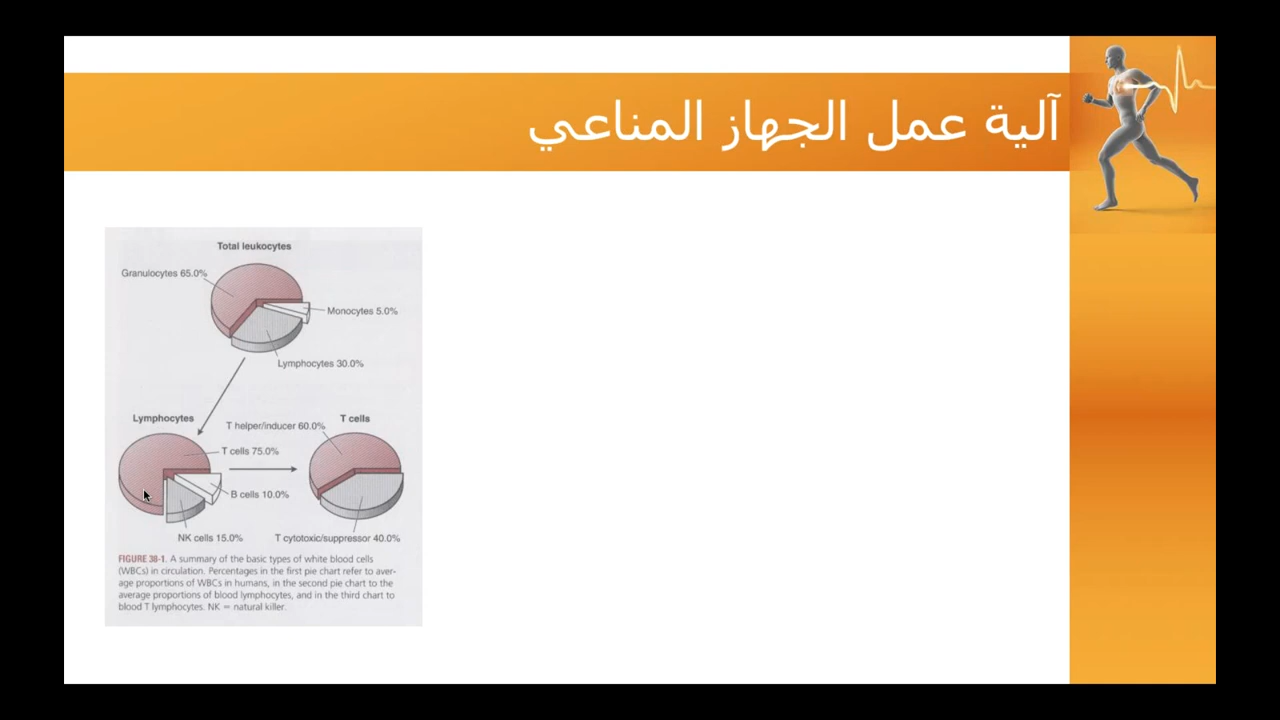 آلية عمل الجهاز المناعي
Total leukocytes
Granulocytes 65.0%
Monocytes 5.0%
Lymphocytes 30.0%
Lymphocytes
T cells
T helper/inducer 60.0%
T cells 75.0%
B cells 10.0%
NK cells 15.0%
T cytotoxic/suppressor 40.0%
FIGURE 38-1. A summary of the basic types of white blood cells
(WBCs) in circulation. Percentages in the first pie chart refer to aver-
age proportions of WBCs in humans, in the second pie chart to the
average proportions of blood lymphocytes, and in the third chart to
blood T lymphocytes. NK = natural killer.